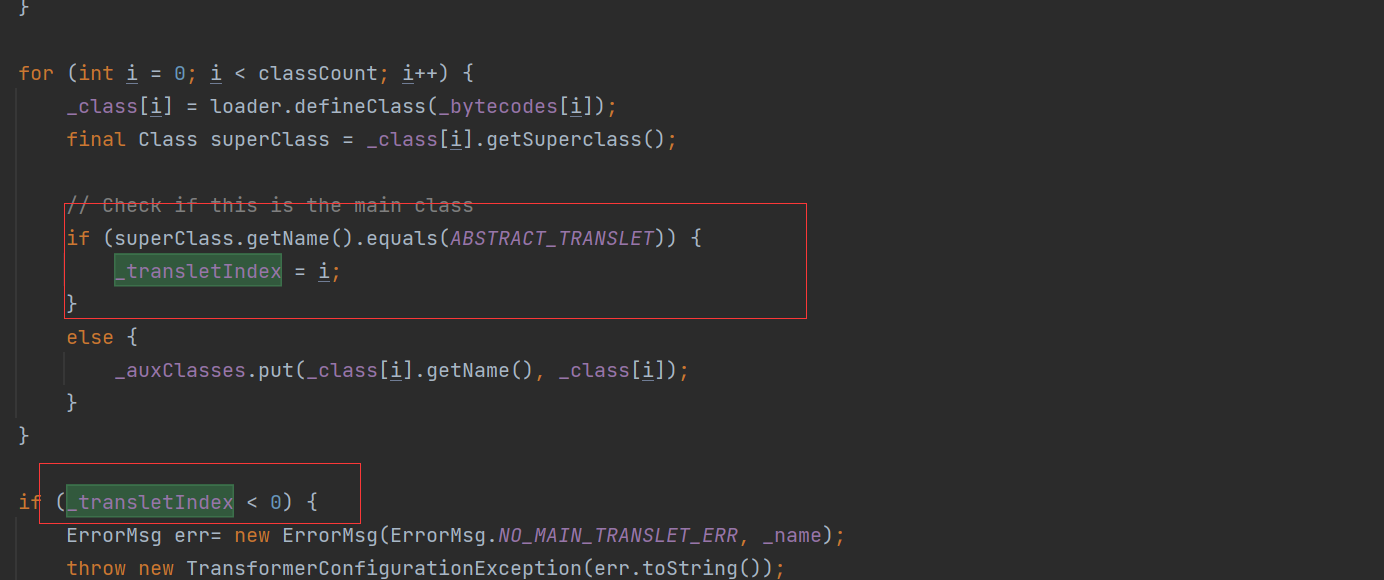 }
for (int i = 0; i < classCount; i++) {
_class[i] = loader.defineClass(_bytecodes[i]);
final Class superClass = _class[i].getSuperclass();
// Check if this is the main class
if (superClass.getName().equals(ABSTRACT_TRANSLET)) {
_transletIndex = i;
}
else {
_auxClasses.put(_class[i].getName(), _class[i]);
}
}
if (_transletIndex < 0) {
ErrorMsg err= new ErrorMsg(ErrorMsg.NO_MAIN_TRANSLET_ERR, _name);
throw new TransformerConfigurationException(err.toString());